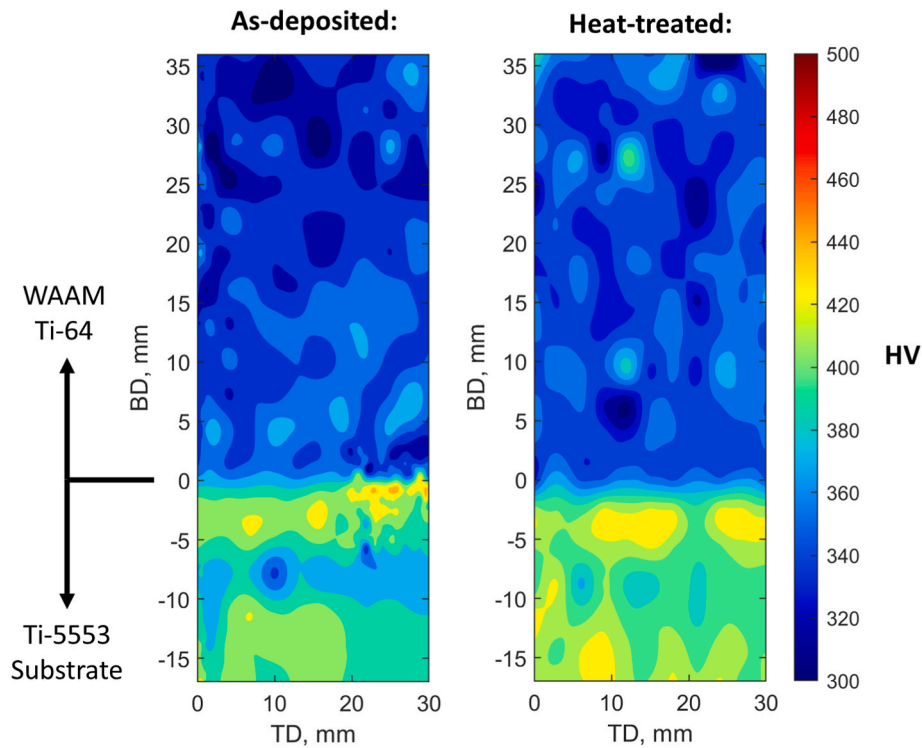 As-deposited:
Heat-treated:
WAAM
Ti-64
Ti-5553
Substrate
BD, mm
35
30
25
20
15
10
5
0
-5
-10
-15
0 10 20 30
TD, mm
BD, mm
35
30
25
20
15
10
5
0
-5
-10
-15
0 10 20 30
TD, mm
500
480
460
440
420
400
380
360
340
320
300
HV